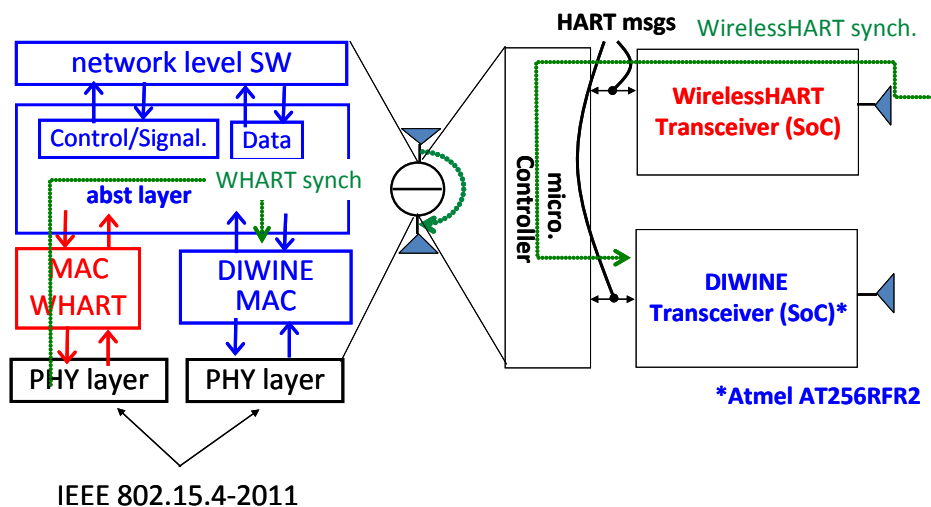 network level SW
Control/Signal.
Data
abst layer
WHART synch
MAC
WHART
DIWINE
MAC
PHY layer
PHY layer
IEEE 802.15.4-2011
HART msgs
WirelessHART synch.
micro.
Controller
WirelessHART
Transceiver (SoC)
DIWINE
Transceiver (SoC)*
*Atmel AT256RFR2